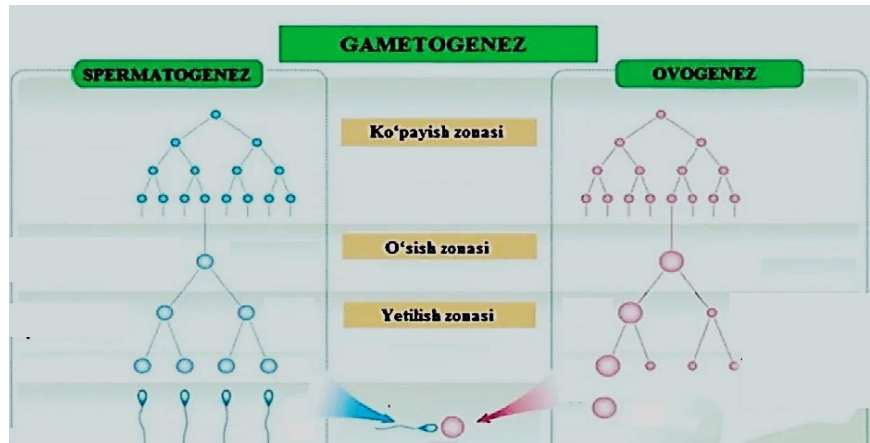 GAMETOGENEZ
SPERMATOGENEZ
OVOGENEZ
Ko‘payish zonasi
O‘sish zonasi
Yetilish zonasi